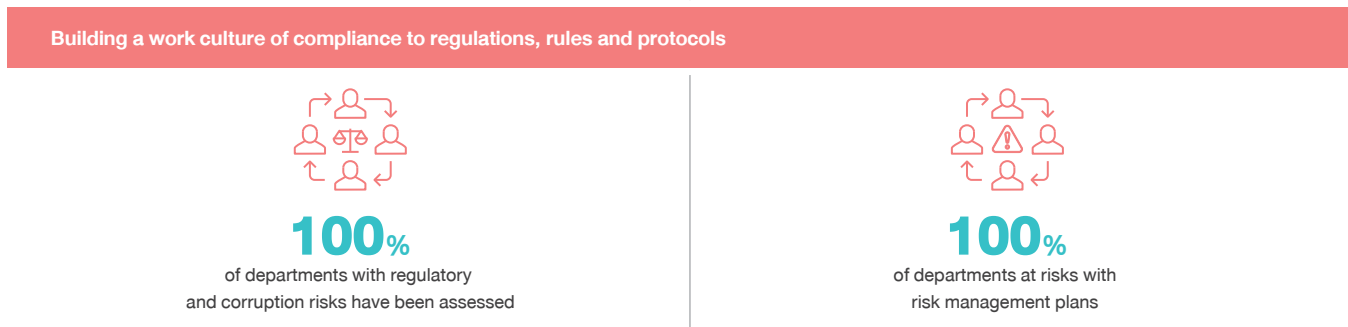 Building a work culture of compliance to regulations, rules and protocols
100%
of departments with regulatory
and corruption risks have been assessed
100%
of departments at risks with
risk management plans